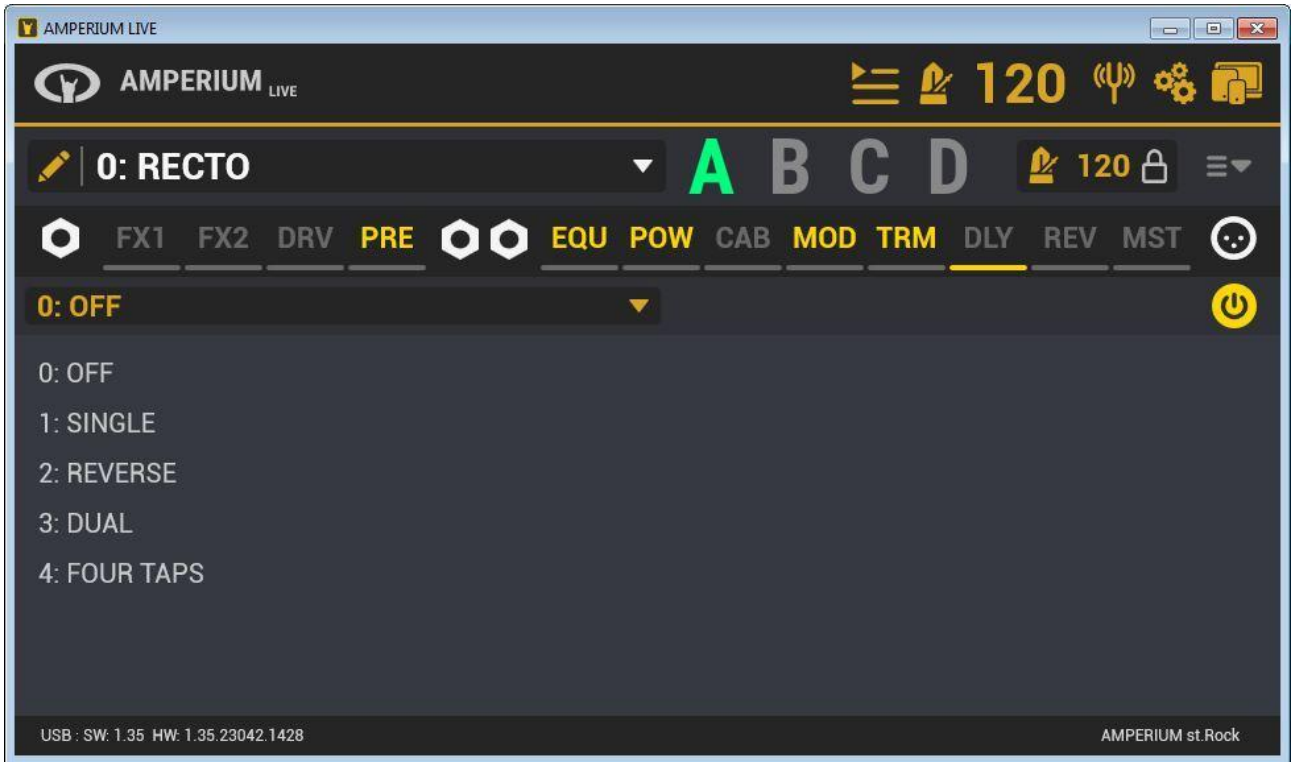 AMPERIUM LIVE
AMPERIUM LIVE 120
0: RECTO A B C D 120
FX1 FX2 DRV PRE EQU POW CAB MOD TRM DLY REV MST
0: OFF
0: OFF
1: SINGLE
2: REVERSE
3: DUAL
4: FOUR TAPS
USB : SW: 1.35 HW: 1.35.23042.1428 AMPERIUM st.Rock